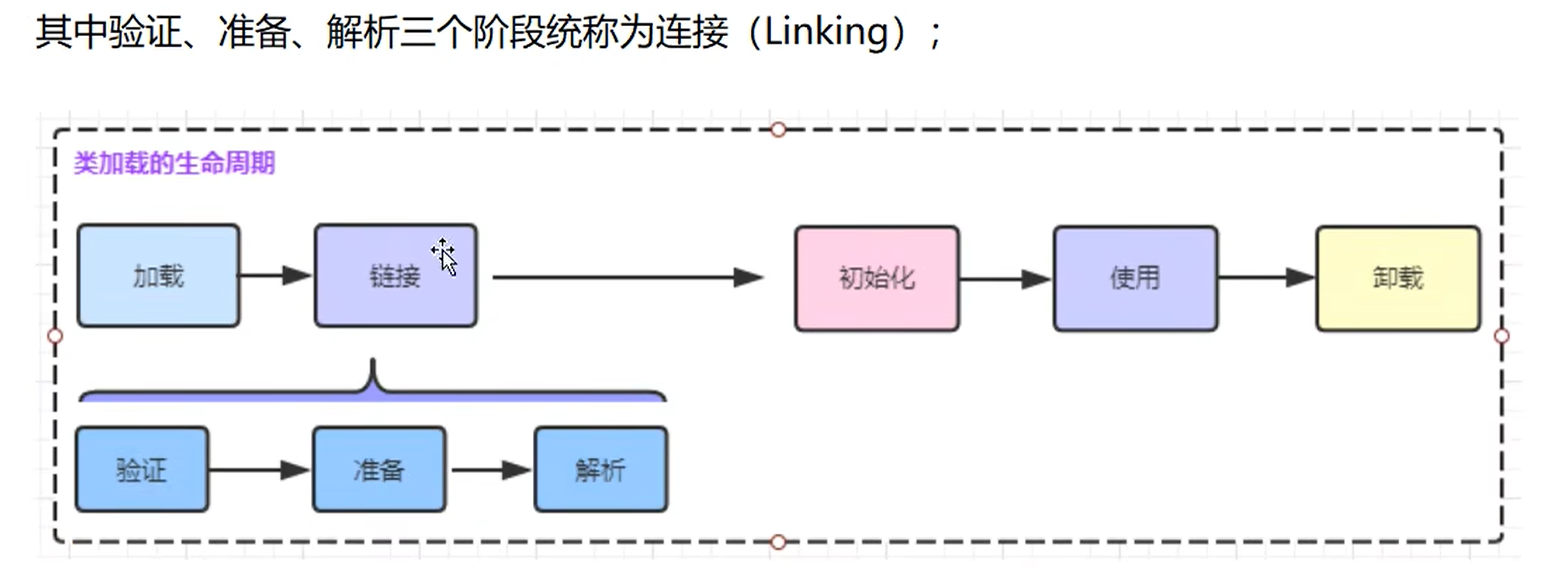 其中验证、准备、解析三个阶段统称为连接（Linking）；
类加载的生命周期
加载
链接
初始化
使用
卸载
验证
准备
解析